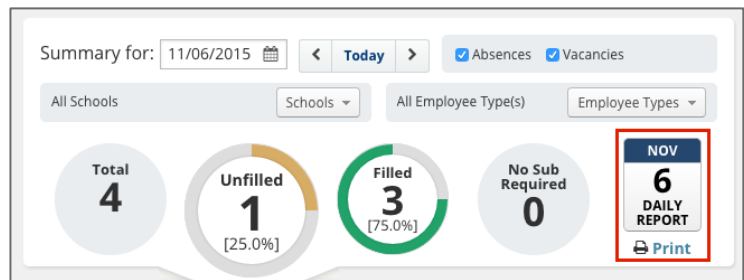 Summary for: 11/06/2015 Today Absences Vacancies
All Schools Schools All Employee Type(s) Employee Types
Total
4
Unfilled
1
[25.0%]
Filled
3
[75.0%]
No Sub
Required
0
NOV
6
DAILY
REPORT
Print